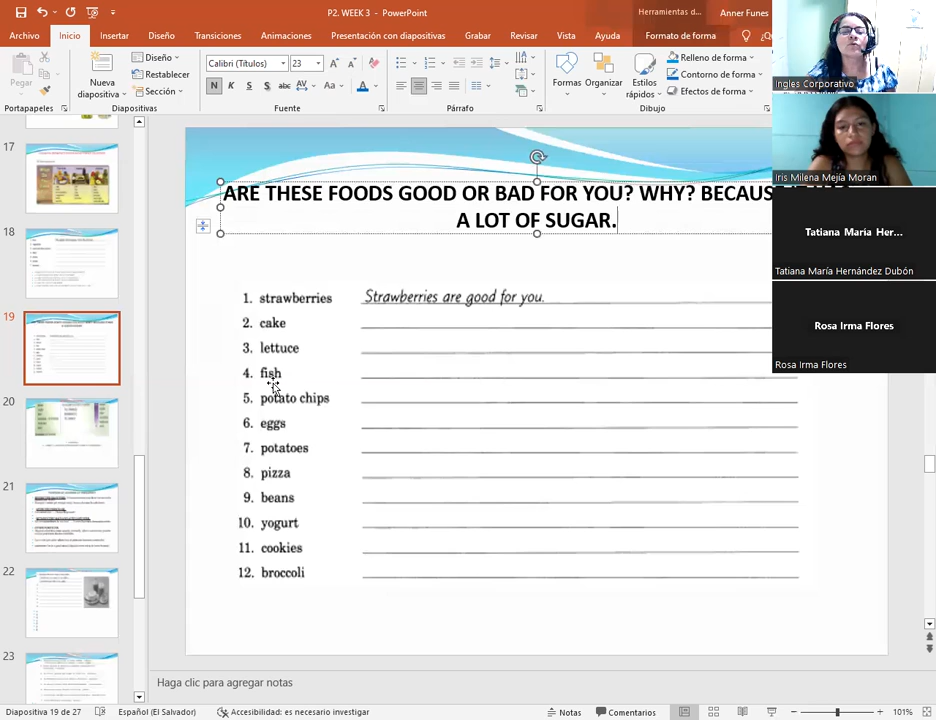 P2. WEEK 3 - PowerPoint
Herramientas d...
Anner Funes
Archivo
Inicio
Insertar
Diseño
Transiciones
Animaciones
Presentación con diapositivas
Grabar
Revisar
Vista
Ayuda
Formato de forma
Pegar
Nueva
diapositiva
Diseño
Restablecer
Sección
Calibri (Títulos)
23
N
K
S
abc
AV
Aa
A
Formas
Organizar
Estilos
rápidos
Relleno de forma
Contorno de forma
Efectos de forma
Portapapeles
Diapositivas
Fuente
Párrafo
Dibujo
Ingles Corporativo
Iris Milena Mejía Moran
Tatiana María Her...
Tatiana María Hernández Dubón
Rosa Irma Flores
Rosa Irma Flores
17
18
19
20
21
22
23
ARE THESE FOODS GOOD OR BAD FOR YOU? WHY? BECAUS
A LOT OF SUGAR.
1. strawberries Strawberries are good for you.
2. cake
3. lettuce
4. fish
5. potato chips
6. eggs
7. potatoes
8. pizza
9. beans
10. yogurt
11. cookies
12. broccoli
Haga clic para agregar notas
Diapositiva 19 de 27
Español (El Salvador)
Accesibilidad: es necesario investigar
Notas
Comentarios
101%